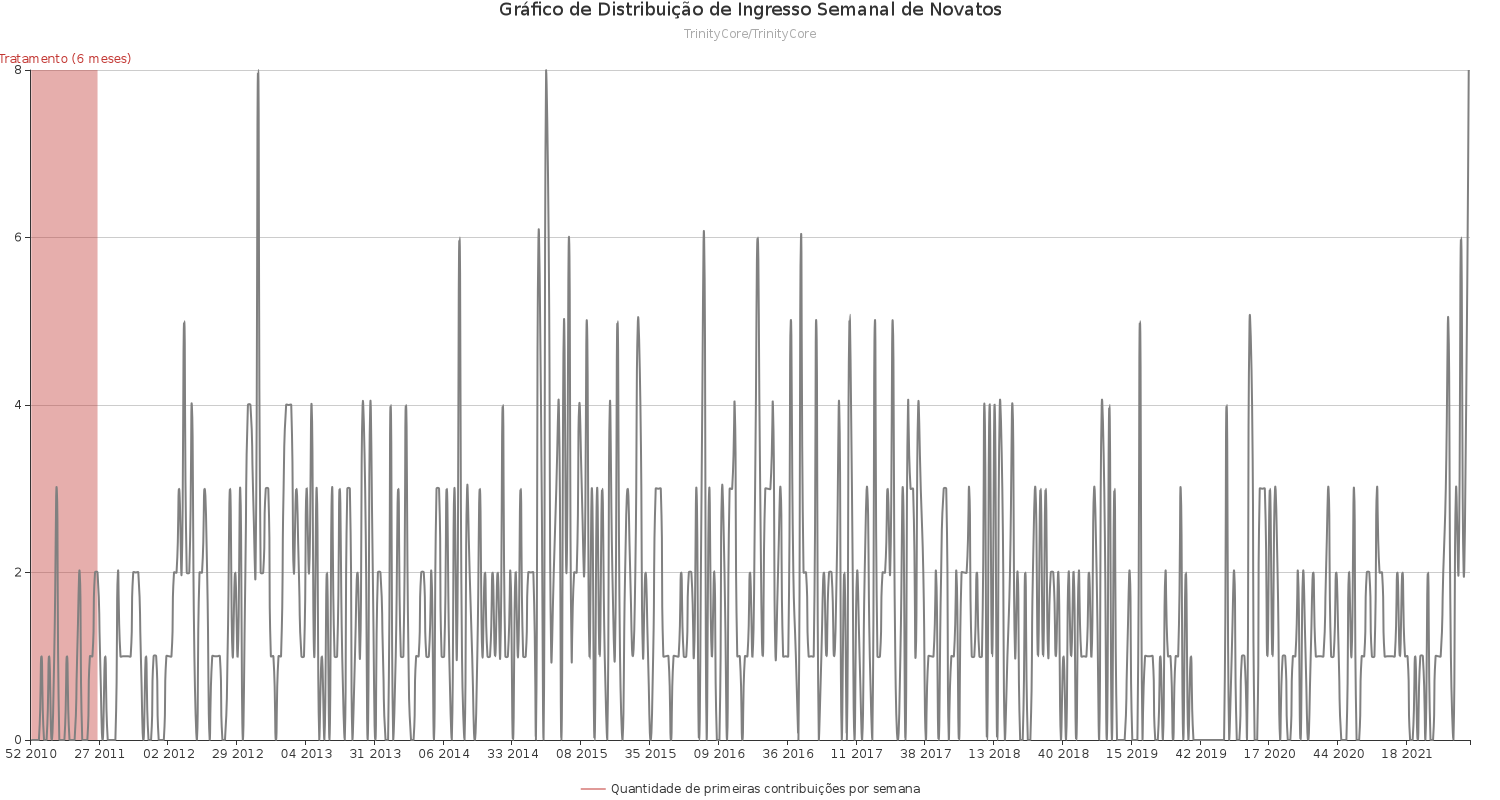 Gráfico de Distribuição de Ingresso Semanal de Novatos
TrinityCore/TrinityCore
Tratamento (6 meses)
8
6
4
2
0
52 2010 27 2011 02 2012 29 2012 04 2013 31 2013 06 2014 33 2014 08 2015 35 2015 09 2016 36 2016 11 2017 38 2017 13 2018 40 2018 15 2019 42 2019 17 2020 44 2020 18 2021
Quantidade de primeiras contribuições por semana